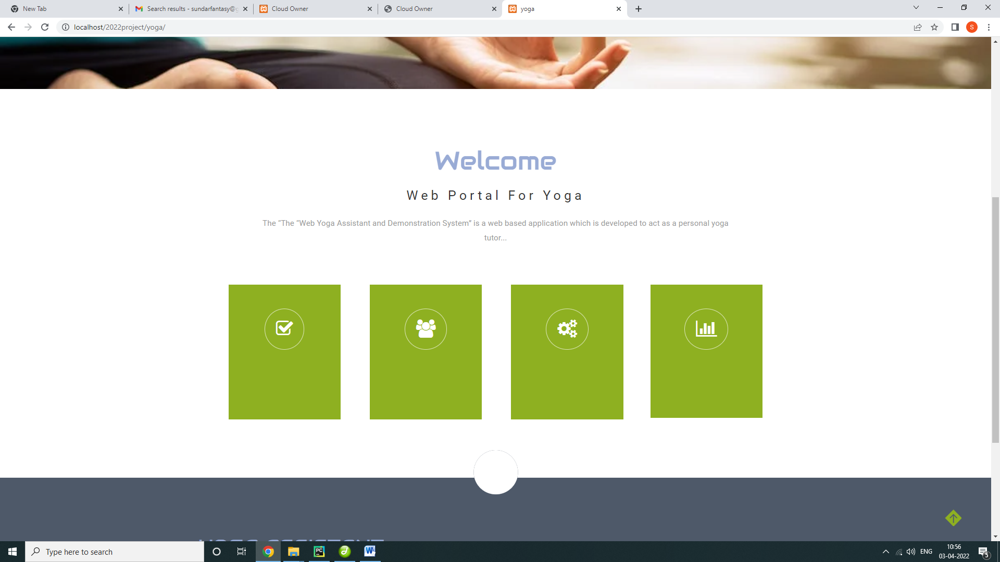 New Tab
Search results - sundarfantasy@g
Cloud Owner
Cloud Owner
yoga
localhost/2022project/yoga/
S
Welcome
Web Portal For Yoga
The “The “Web Yoga Assistant and Demonstration System” is a web based application which is developed to act as a personal yoga
tutor...
Type here to search
PC
W
ENG
10:56
03-04-2022
5